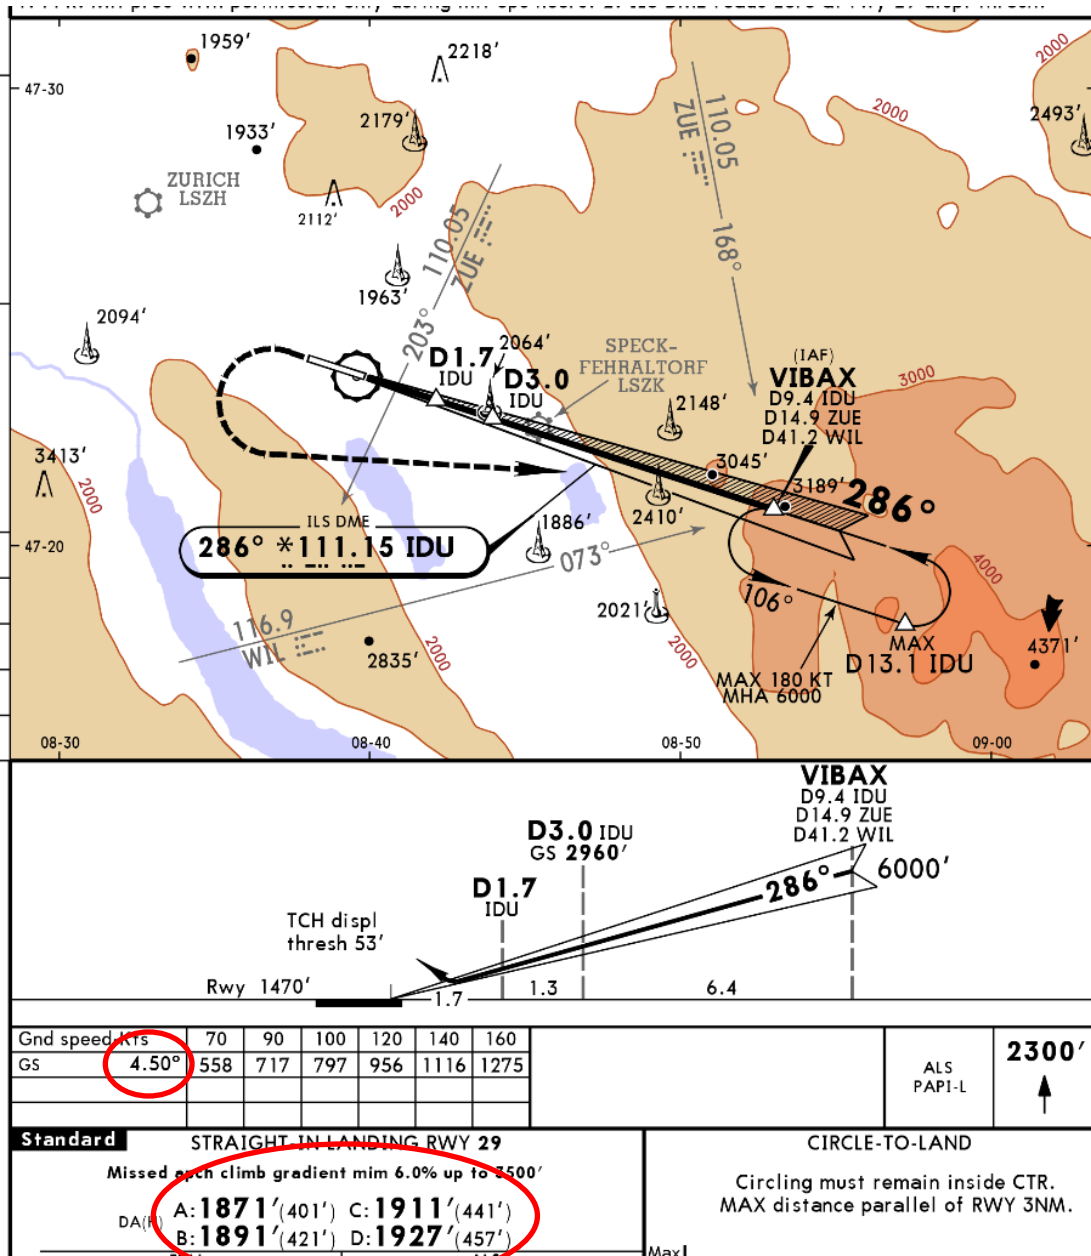 1959'
2218'
47-30
2000
2000
2493'
2179'
1933'
110.05
ZUE
ZURICH
LSZH
2000
2112'
110.05
ZUE
168°
1963'
203°
2094'
2064'
D1.7
IDU
D3.0
IDU
SPECK-
FEHRALTORF
LSZK
(IAF)
VIBAX
D9.4 IDU
D14.9 ZUE
D41.2 WIL
3000
2148'
3413'
2000
3045'
3189'
286°
2410'
ILS DME
286° *111.15 IDU
1886'
47-20
073°
4000
106°
2021'
116.9
WIL
2835'
2000
2000
MAX
D13.1 IDU
4371'
MAX 180 KT
MHA 6000
08-30
08-40
08-50
09-00
VIBAX
D9.4 IDU
D14.9 ZUE
D41.2 WIL
D3.0 IDU
GS 2960'
6000'
286°
D1.7
IDU
TCH displ
thresh 53'
Rwy 1470'
1.7
1.3
6.4
Gnd speed-Kts 70 90 100 120 140 160
GS 4.50° 558 717 797 956 1116 1275
ALS
PAPI-L
2300'
Standard STRAIGHT-IN LANDING RWY 29
Missed apch climb gradient mim 6.0% up to 3500'
DA(H)
A: 1871'(401') C: 1911'(441')
B: 1891'(421') D: 1927'(457')
CIRCLE-TO-LAND
Circling must remain inside CTR.
MAX distance parallel of RWY 3NM.
Max